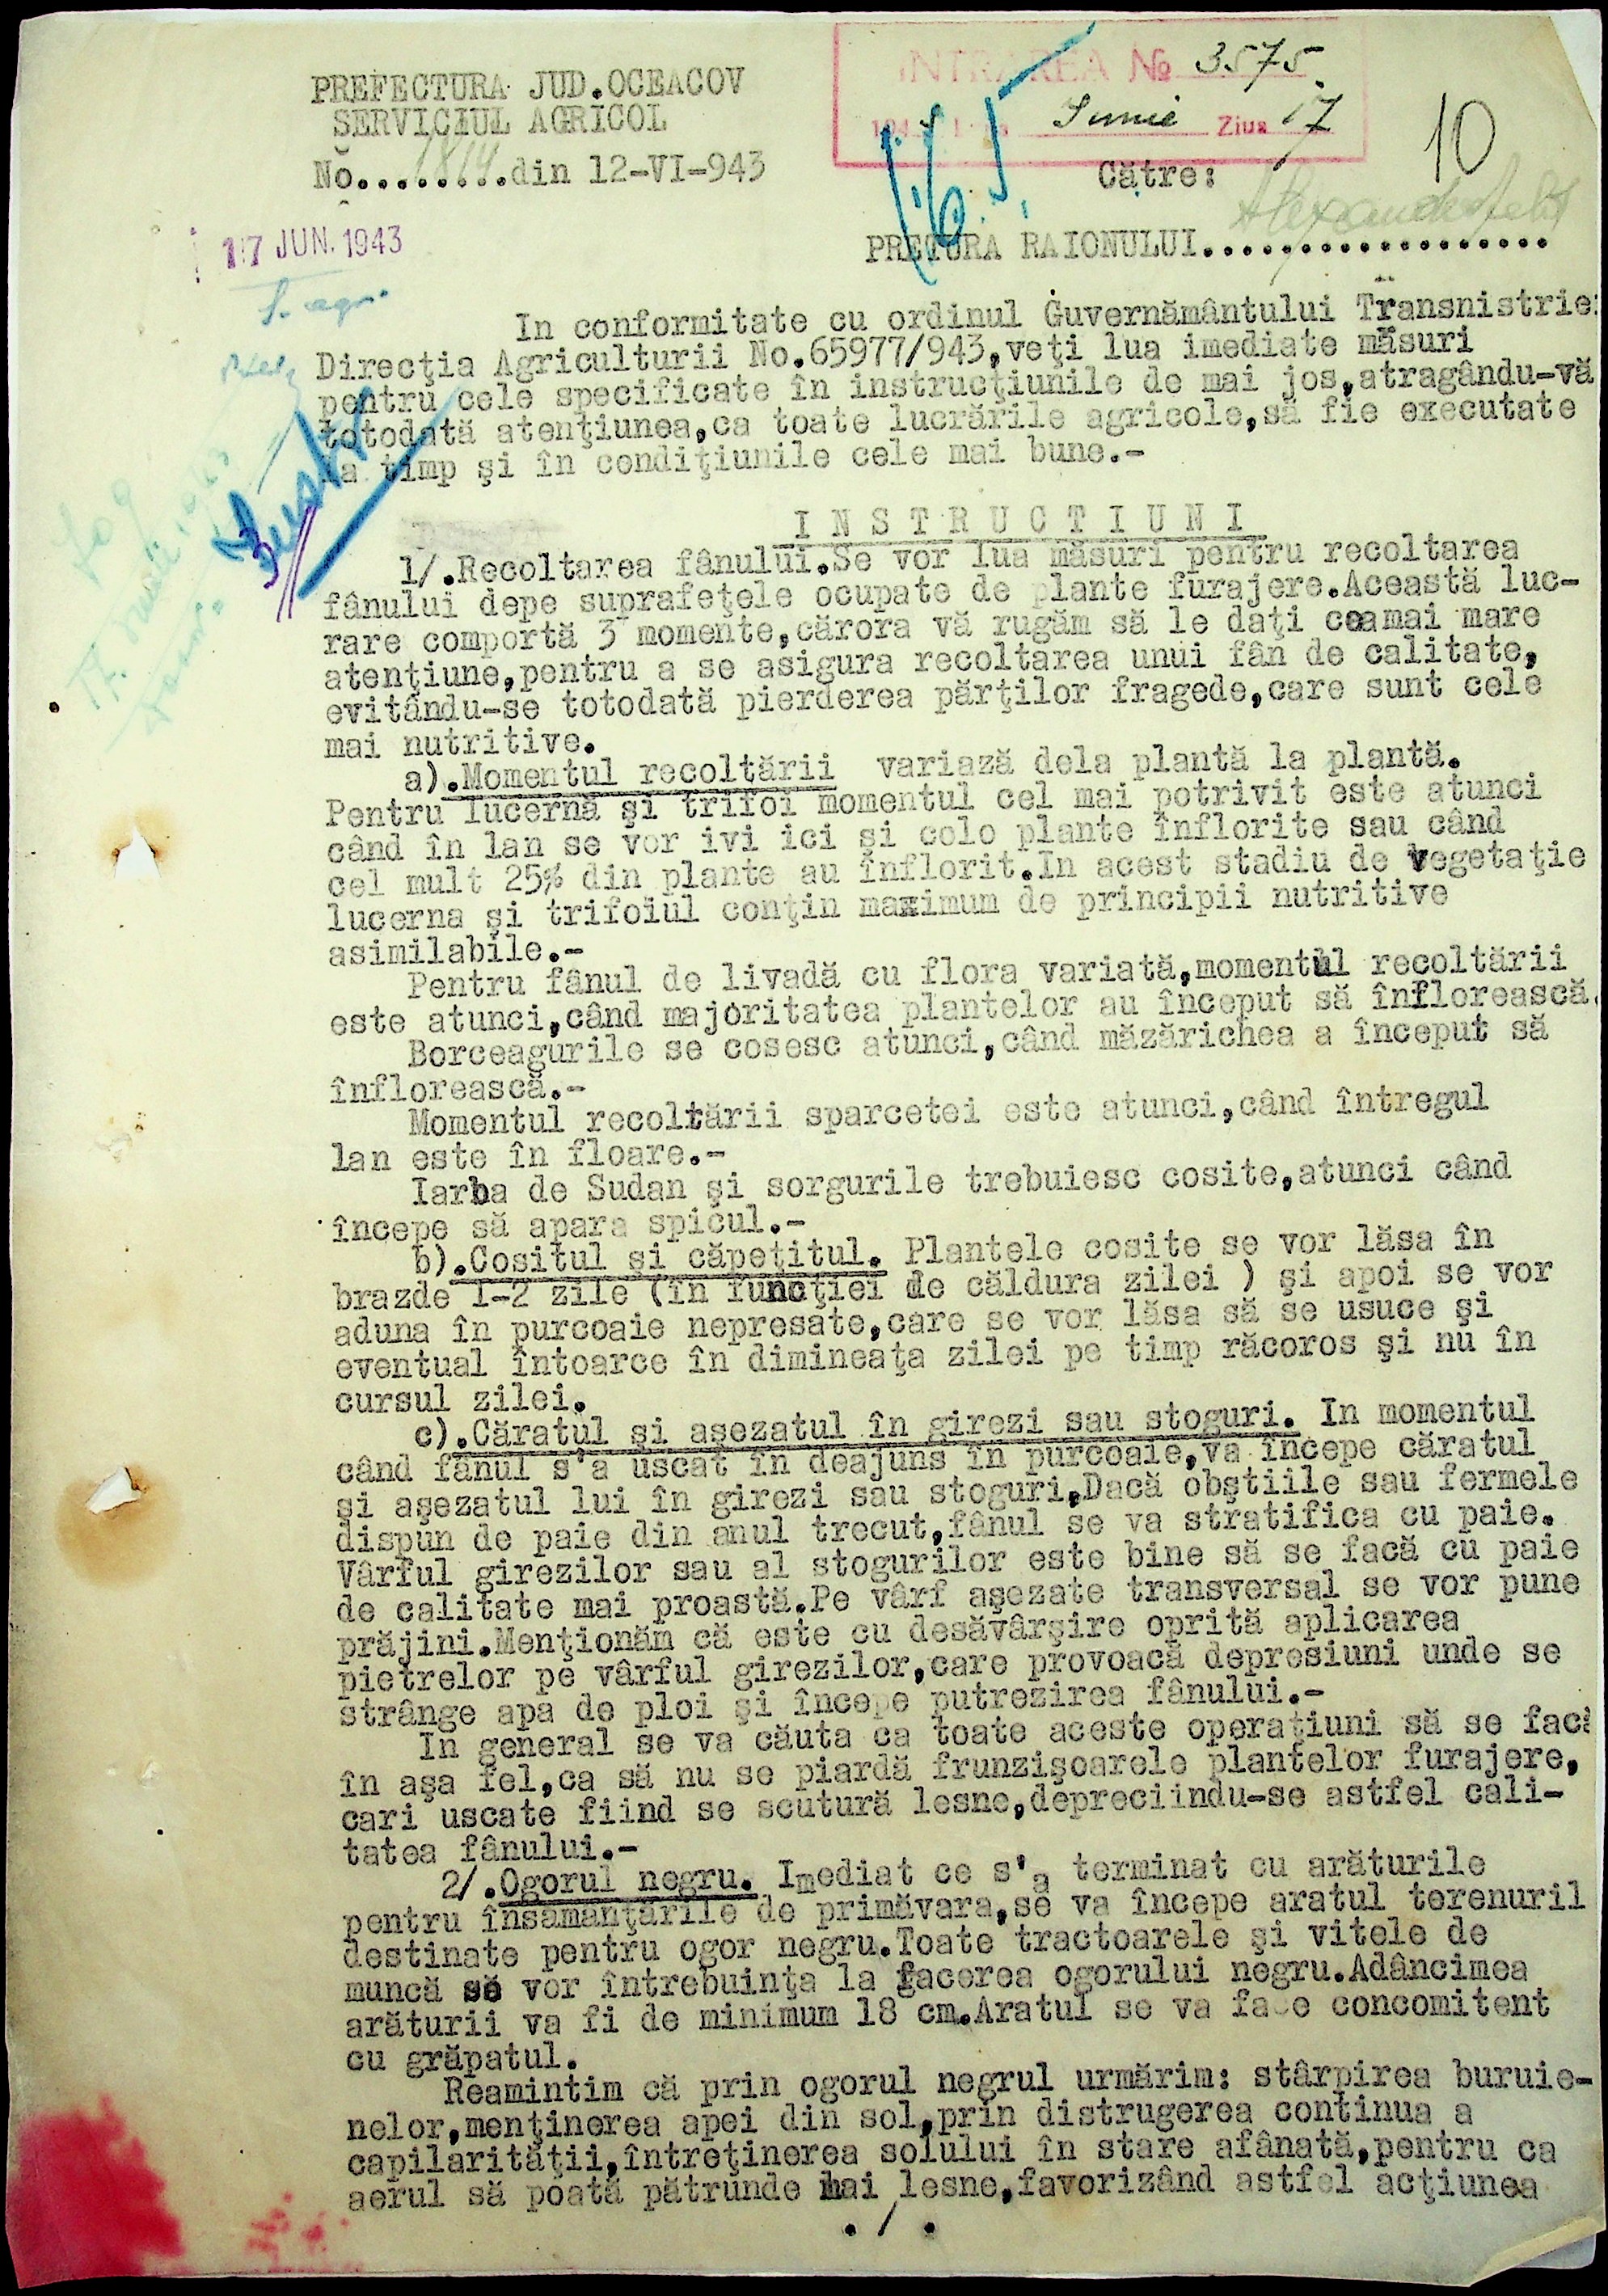 INTRAREA № 3575
Iunie Ziua 17
10
PREFECTURA JUD.OCEACOV
SERVICIUL AGRICOL
No.1814.din 12-VI-943
Către:
17 JUN. 1943
PRETURA RAIONULUI...................
S. agr.
In conformitate cu ordinul Guvernământului Transnistriei
Direcţia Agriculturii No.65977/943,veţi lua imediate măsuri
pentru cele specificate în instrucţiunile de mai jos,atragându-vă
totodată atenţiunea,ca toate lucrările agricole,să fie executate
la timp şi în condiţiunile cele mai bune.-
I N S T R U C T I U N I
1/.Recoltarea fânului.Se vor lua măsuri pentru recoltarea
fânului depe suprafeţele ocupate de plante furajere.Această luc-
rare comportă 3 momente,cărora vă rugăm să le daţi ceamai mare
atenţiune,pentru a se asigura recoltarea unui fân de calitate,
evitându-se totodată pierderea părţilor fragede,care sunt cele
mai nutritive.
a).Momentul recoltării variază dela plantă la plantă.
Pentru lucernă şi trifoi momentul cel mai potrivit este atunci
când în lan se vor ivi ici şi colo plante înflorite sau când
cel mult 25% din plante au înflorit.In acest stadiu de vegetaţie
lucerna şi trifoiul conţin maximum de principii nutritive
asimilabile.-
Pentru fânul de livadă cu flora variată,momentul recoltării
este atunci,când majoritatea plantelor au început să înflorească.
Borceagurile se cosesc atunci,când măzărichea a început să
înflorească.-
Momentul recoltării sparcetei este atunci,când întregul
lan este în floare.-
Iarba de Sudan şi sorgurile trebuiesc cosite,atunci când
începe să apara spicul.-
b).Cositul şi căpeţitul. Plantele cosite se vor lăsa în
brazde 1-2 zile (în funcţiei de căldura zilei ) şi apoi se vor
aduna în purcoaie nepresate,care se vor lăsa să se usuce şi
eventual întoarce în dimineaţa zilei pe timp răcoros şi nu în
cursul zilei.
c).Căratul şi aşezatul în girezi sau stoguri. In momentul
când fânul s'a uscat în deajuns în purcoaie,va începe căratul
şi aşezatul lui în girezi sau stoguri.Dacă obştiile sau fermele
dispun de paie din anul trecut,fânul se va stratifica cu paie.
Vârful girezilor sau al stogurilor este bine să se facă cu paie
de calitate mai proastă.Pe vârf aşezate transversal se vor pune
prăjini.Menţionăm că este cu desăvârşire oprită aplicarea
pietrelor pe vârful girezilor,care provoacă depresiuni unde se
strânge apa de ploi şi începe putrezirea fânului.-
In general se va căuta ca toate aceste operaţiuni să se facă
în aşa fel,ca să nu se piardă frunzişoarele plantelor furajere,
cari uscate fiind se scutură lesne,depreciindu-se astfel cali-
tatea fânului.-
2/.Ogorul negru. Imediat ce s'a terminat cu arăturile
pentru însămânţările de primăvara,se va începe aratul terenuril
destinate pentru ogor negru.Toate tractoarele şi vitele de
muncă se vor întrebuinţa la facerea ogorului negru.Adâncimea
arăturii va fi de minimum 18 cm.Aratul se va face concomitent
cu grăpatul.
Reamintim că prin ogorul negrul urmărim: stârpirea buruie-
nelor,menţinerea apei din sol,prin distrugerea continua a
capilarităţii,întreţinerea solului în stare afânată,pentru ca
aerul să poată pătrunde mai lesne,favorizând astfel acţiunea
./.